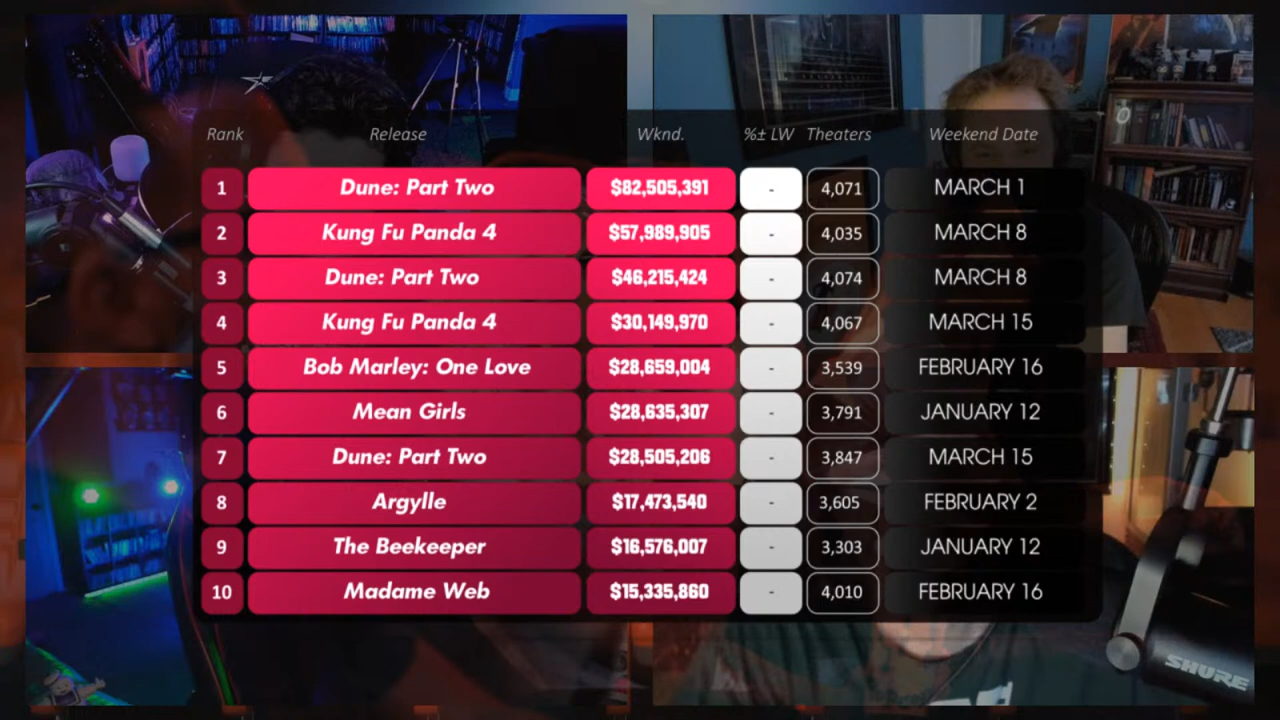 Rank Release Wknd. %± LW Theaters Weekend Date
1 Dune: Part Two $82,505,391 - 4,071 MARCH 1
2 Kung Fu Panda 4 $57,989,905 - 4,035 MARCH 8
3 Dune: Part Two $46,215,424 - 4,074 MARCH 8
4 Kung Fu Panda 4 $30,149,970 - 4,067 MARCH 15
5 Bob Marley: One Love $28,659,004 - 3,539 FEBRUARY 16
6 Mean Girls $28,635,307 - 3,791 JANUARY 12
7 Dune: Part Two $28,505,206 - 3,847 MARCH 15
8 Argylle $17,473,540 - 3,605 FEBRUARY 2
9 The Beekeeper $16,576,007 - 3,303 JANUARY 12
10 Madame Web $15,335,860 - 4,010 FEBRUARY 16
SHURE